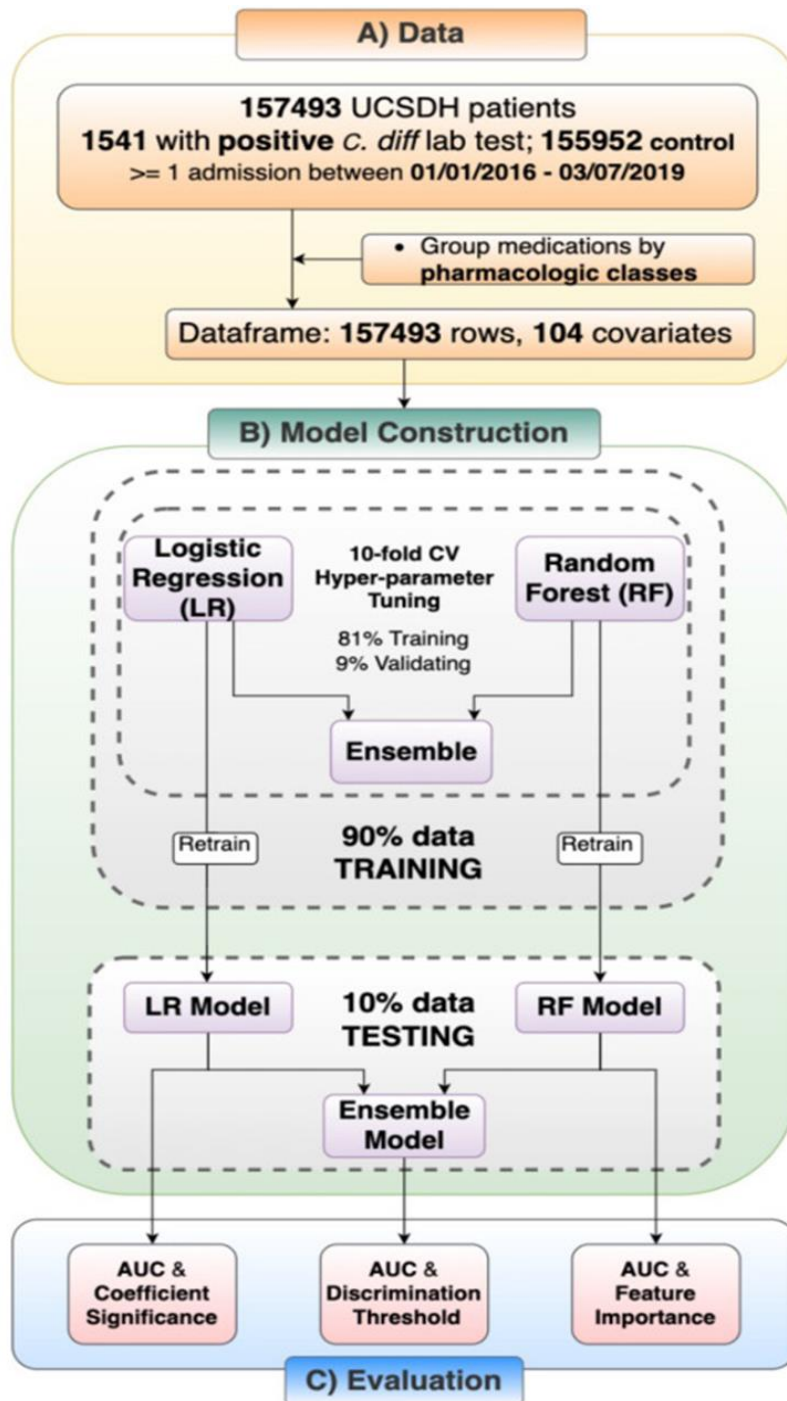 A) Data
157493 UCSDH patients
1541 with positive C. diff lab test; 155952 control
>= 1 admission between 01/01/2016 - 03/07/2019
• Group medications by
pharmacologic classes
Dataframe: 157493 rows, 104 covariates
B) Model Construction
Logistic
Regression
(LR)
10-fold CV
Hyper-parameter
Tuning
81% Training
9% Validating
Random
Forest (RF)
Ensemble
Retrain
90% data
TRAINING
Retrain
LR Model
10% data
TESTING
RF Model
Ensemble
Model
AUC &
Coefficient
Significance
AUC &
Discrimination
Threshold
AUC &
Feature
Importance
C) Evaluation